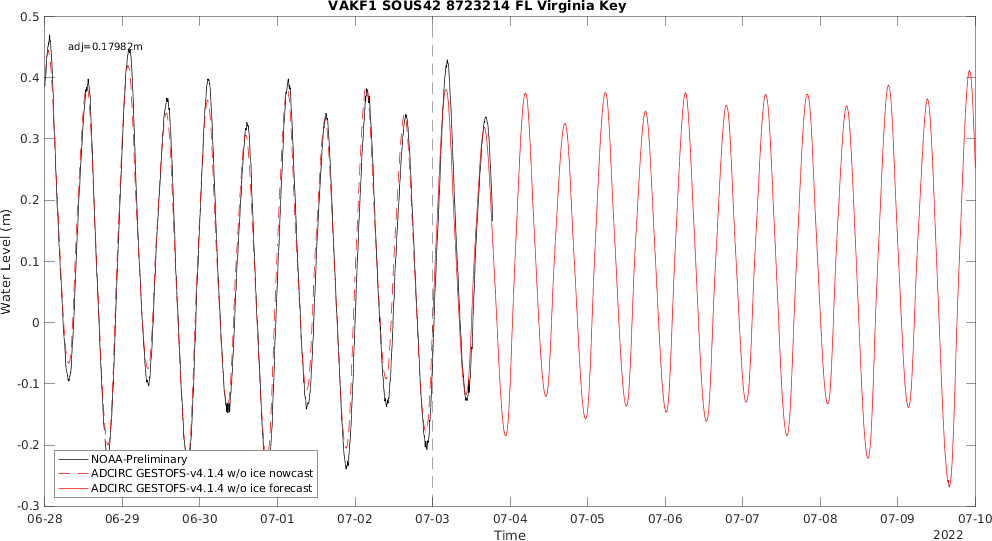 VAKF1 SOUS42 8723214 FL Virginia Key
adj=0.17982m
0.5
0.4
0.3
0.2
0.1
0
-0.1
-0.2
-0.3
Water Level (m)
NOAA-Preliminary
ADCIRC GESTOFS-v4.1.4 w/o ice nowcast
ADCIRC GESTOFS-v4.1.4 w/o ice forecast
06-28 06-29 06-30 07-01 07-02 07-03 07-04 07-05 07-06 07-07 07-08 07-09 07-10
Time
2022